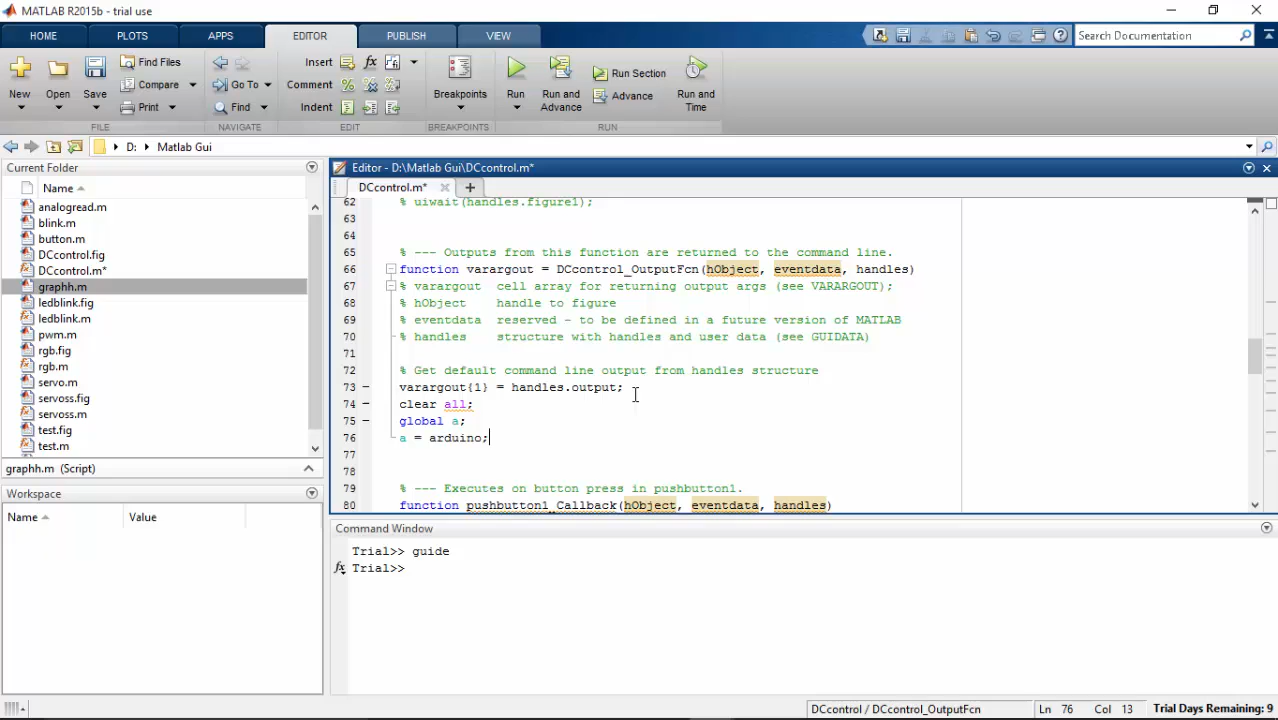 MATLAB R2015b - trial use
HOME PLOTS APPS EDITOR PUBLISH VIEW
Search Documentation
New Open Save
Find Files
Compare
Print
FILE
Go To
Find
NAVIGATE
Insert fx
Comment
Indent
EDIT
Breakpoints
BREAKPOINTS
Run
Run and Advance
Run Section
Advance
Run and Time
RUN
D: Matlab Gui
Current Folder
Name
analogread.m
blink.m
button.m
DCcontrol.fig
DCcontrol.m*
graphh.m
ledblink.fig
ledblink.m
pwm.m
rgb.fig
rgb.m
servo.m
servoss.fig
servoss.m
test.fig
test.m
graphh.m (Script)
Workspace
Name Value
Editor - D:\Matlab Gui\DCcontrol.m*
DCcontrol.m*
62 % uiwait(handles.figure1);
63
64
65 % --- Outputs from this function are returned to the command line.
66 function varargout = DCcontrol_OutputFcn(hObject, eventdata, handles)
67 % varargout  cell array for returning output args (see VARARGOUT);
68 % hObject    handle to figure
69 % eventdata  reserved - to be defined in a future version of MATLAB
70 % handles    structure with handles and user data (see GUIDATA)
71
72 % Get default command line output from handles structure
73 varargout{1} = handles.output;
74 clear all;
75 global a;
76 a = arduino;
77
78
79 % --- Executes on button press in pushbutton1.
80 function pushbutton1_Callback(hObject, eventdata, handles)
Command Window
Trial>> guide
fx Trial>>
DCcontrol / DCcontrol_OutputFcn Ln 76 Col 13 Trial Days Remaining: 9